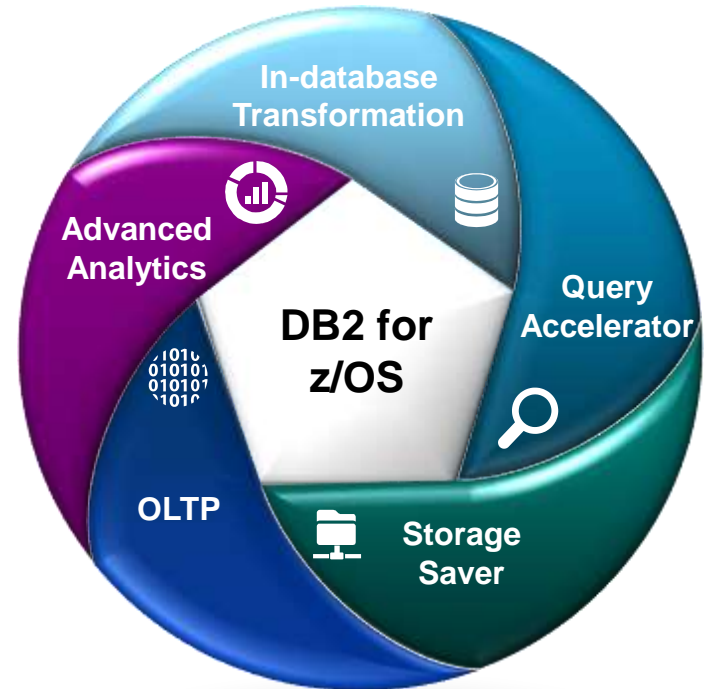 In-database
Transformation
Advanced
Analytics
Query
Accelerator
DB2 for
z/OS
OLTP
Storage
Saver